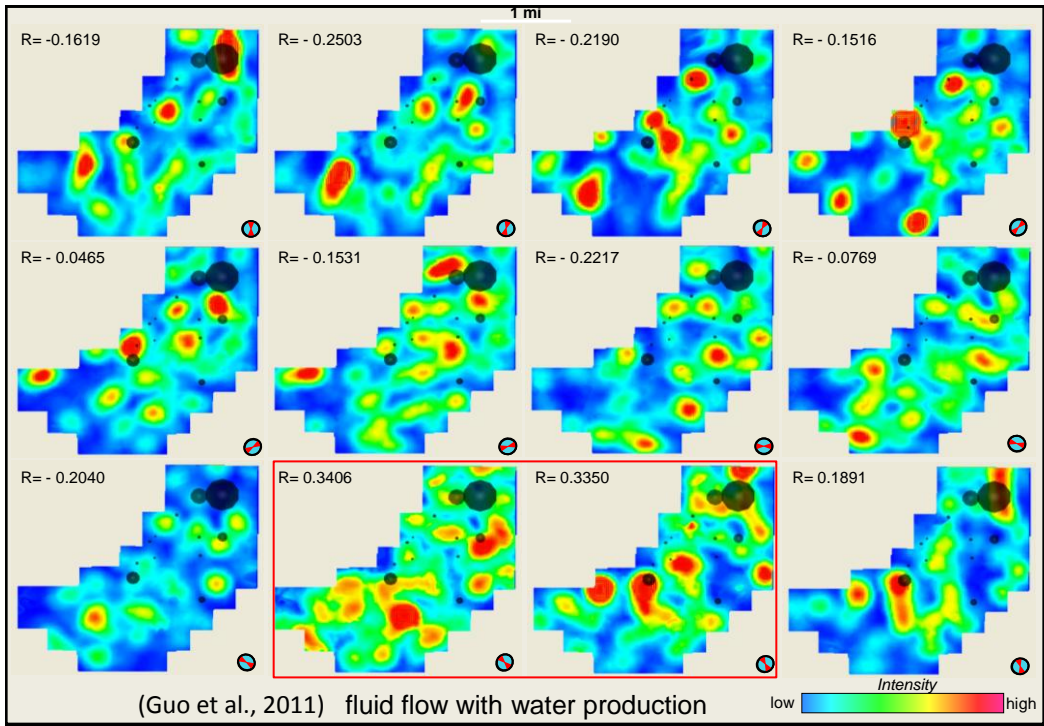 1 mi
R= -0.1619
R= - 0.2503
R= - 0.2190
R= - 0.1516
R= - 0.0465
R= - 0.1531
R= - 0.2217
R= - 0.0769
R= - 0.2040
R= 0.3406
R= 0.3350
R= 0.1891
(Guo et al., 2011) fluid flow with water production
Intensity
low high